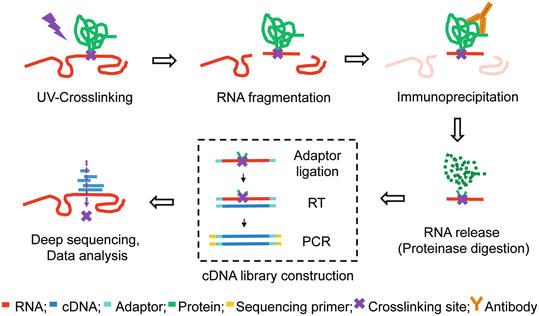 UV-Crosslinking
RNA fragmentation
Immunoprecipitation
Adaptor
ligation
RT
PCR
cDNA library construction
RNA release
(Proteinase digestion)
Deep sequencing,
Data analysis
RNA; cDNA; Adaptor; Protein; Sequencing primer; Crosslinking site; Antibody